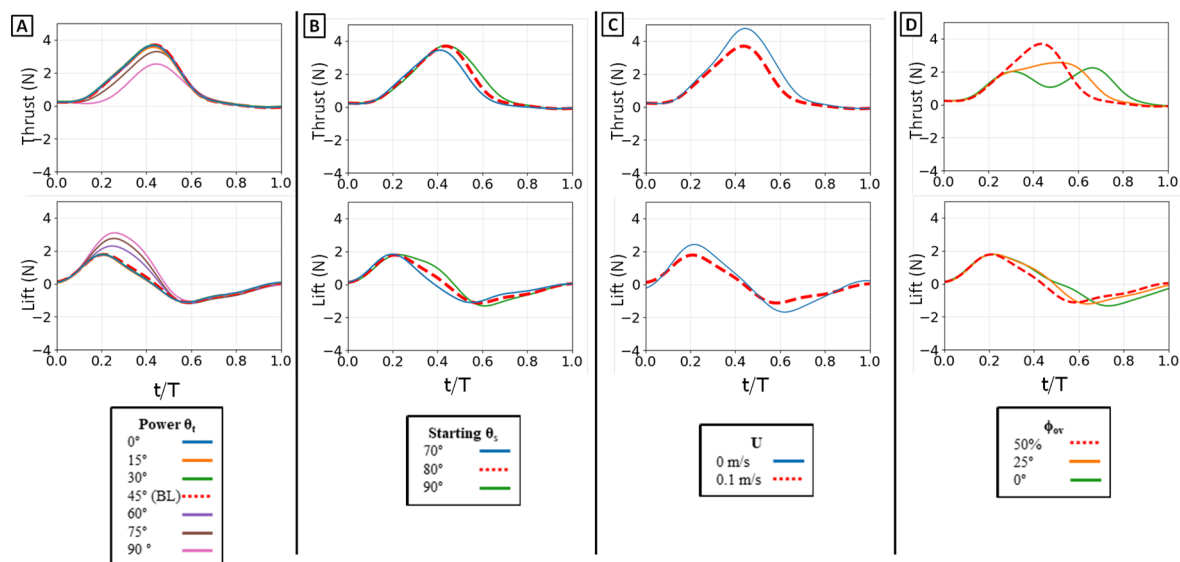 A
B
C
D
Thrust (N)
4
2
0
−2
−4
0.0 0.2 0.4 0.6 0.8 1.0
Thrust (N)
4
2
0
−2
−4
0.0 0.2 0.4 0.6 0.8 1.0
Thrust (N)
4
2
0
−2
−4
0.0 0.2 0.4 0.6 0.8 1.0
Thrust (N)
4
2
0
−2
−4
0.0 0.2 0.4 0.6 0.8 1.0
Lift (N)
4
2
0
−2
−4
0.0 0.2 0.4 0.6 0.8 1.0
t/T
Lift (N)
4
2
0
−2
−4
0.0 0.2 0.4 0.6 0.8 1.0
t/T
Lift (N)
4
2
0
−2
−4
0.0 0.2 0.4 0.6 0.8 1.0
t/T
Lift (N)
4
2
0
−2
−4
0.0 0.2 0.4 0.6 0.8 1.0
t/T
Power θt
0°
15°
30°
45° (BL)
60°
75°
90 °
Starting θs
70°
80°
90°
U
0 m/s
0.1 m/s
ϕov
50%
25°
0°